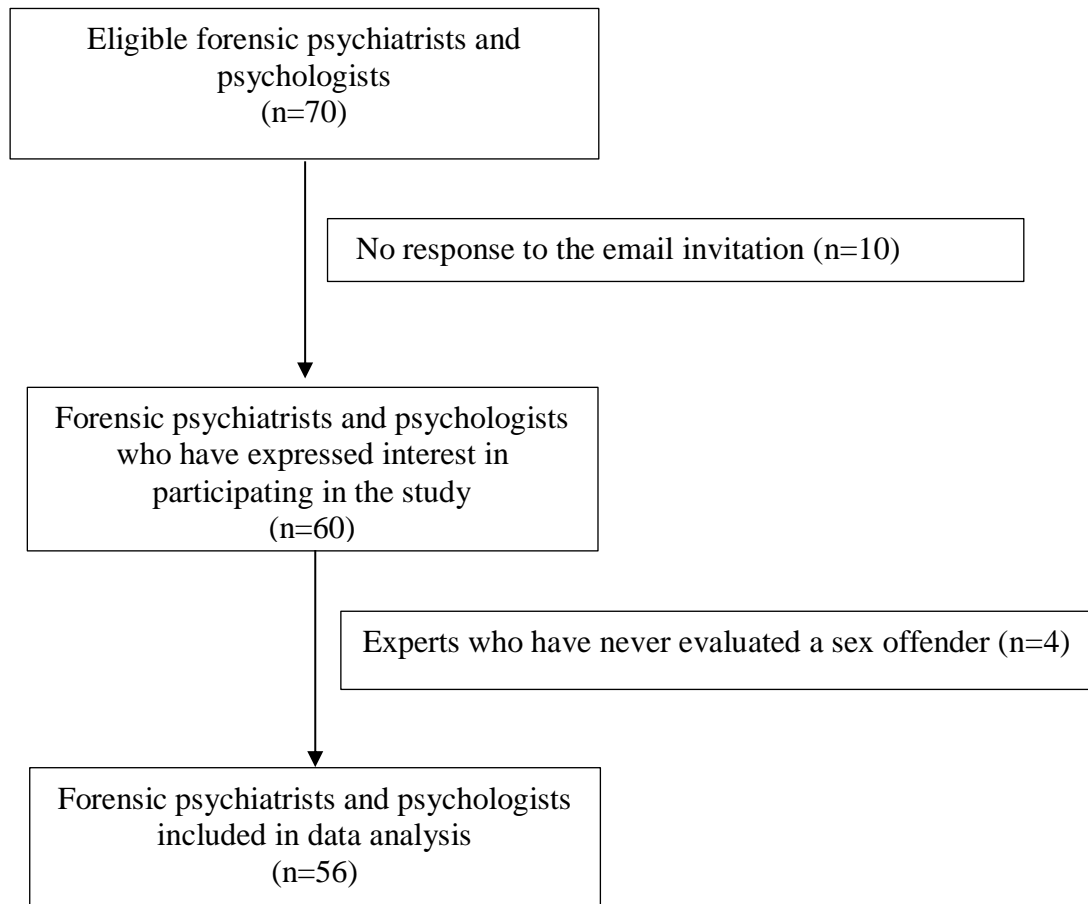 Eligible forensic psychiatrists and
psychologists
(n=70)
No response to the email invitation (n=10)
Forensic psychiatrists and psychologists
who have expressed interest in
participating in the study
(n=60)
Experts who have never evaluated a sex offender (n=4)
Forensic psychiatrists and psychologists
included in data analysis
(n=56)